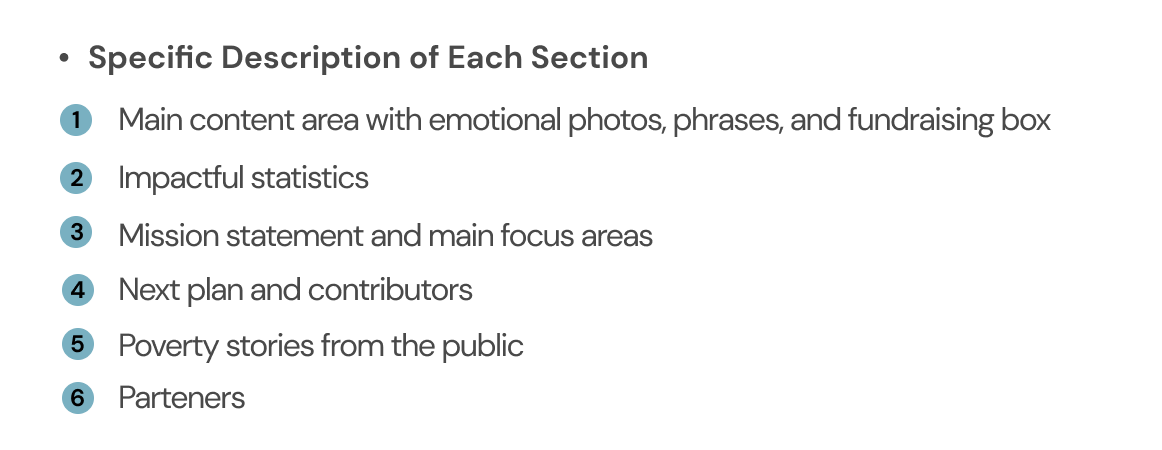 • Specific Description of Each Section
1 Main content area with emotional photos, phrases, and fundraising box
2 Impactful statistics
3 Mission statement and main focus areas
4 Next plan and contributors
5 Poverty stories from the public
6 Parteners